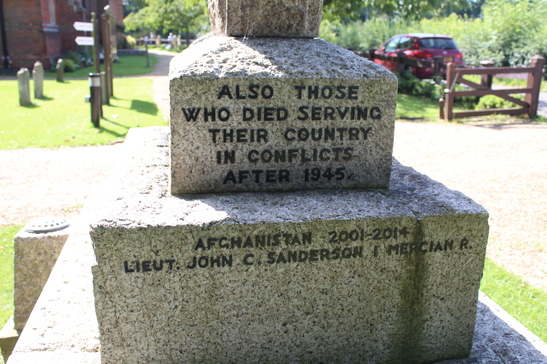 ALSO THOSE
WHO DIED SERVING
THEIR COUNTRY
IN CONFLICTS
AFTER 1945.
AFGHANISTAN 2001-2014
LIEUT. JOHN C. SANDERSON 1 MERCIAN R.